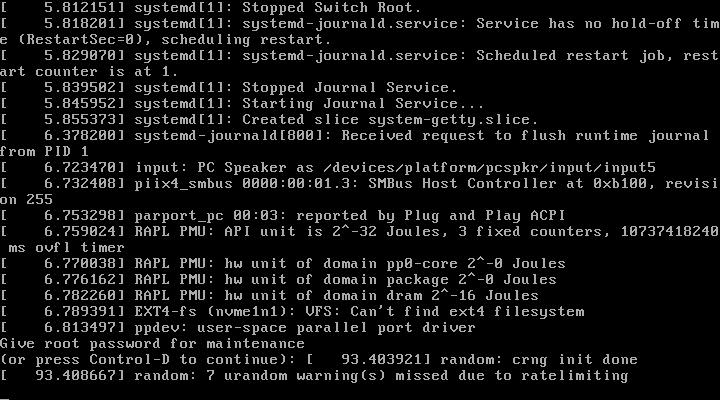 [    5.812151] systemd[1]: Stopped Switch Root.
[    5.818201] systemd[1]: systemd-journald.service: Service has no hold-off tim
e (RestartSec=0), scheduling restart.
[    5.829070] systemd[1]: systemd-journald.service: Scheduled restart job, rest
art counter is at 1.
[    5.839502] systemd[1]: Stopped Journal Service.
[    5.845952] systemd[1]: Starting Journal Service...
[    5.855373] systemd[1]: Created slice system-getty.slice.
[    6.378200] systemd-journald[800]: Received request to flush runtime journal
from PID 1
[    6.723470] input: PC Speaker as /devices/platform/pcspkr/input/input5
[    6.732408] piix4_smbus 0000:00:01.3: SMBus Host Controller at 0xb100, revisi
on 255
[    6.753298] parport_pc 00:03: reported by Plug and Play ACPI
[    6.759024] RAPL PMU: API unit is 2^-32 Joules, 3 fixed counters, 10737418240
 ms ovfl timer
[    6.770038] RAPL PMU: hw unit of domain pp0-core 2^-0 Joules
[    6.776162] RAPL PMU: hw unit of domain package 2^-0 Joules
[    6.782260] RAPL PMU: hw unit of domain dram 2^-16 Joules
[    6.789391] EXT4-fs (nvme1n1): VFS: Can't find ext4 filesystem
[    6.813497] ppdev: user-space parallel port driver
Give root password for maintenance
(or press Control-D to continue): [   93.403921] random: crng init done
[   93.408667] random: 7 urandom warning(s) missed due to ratelimiting